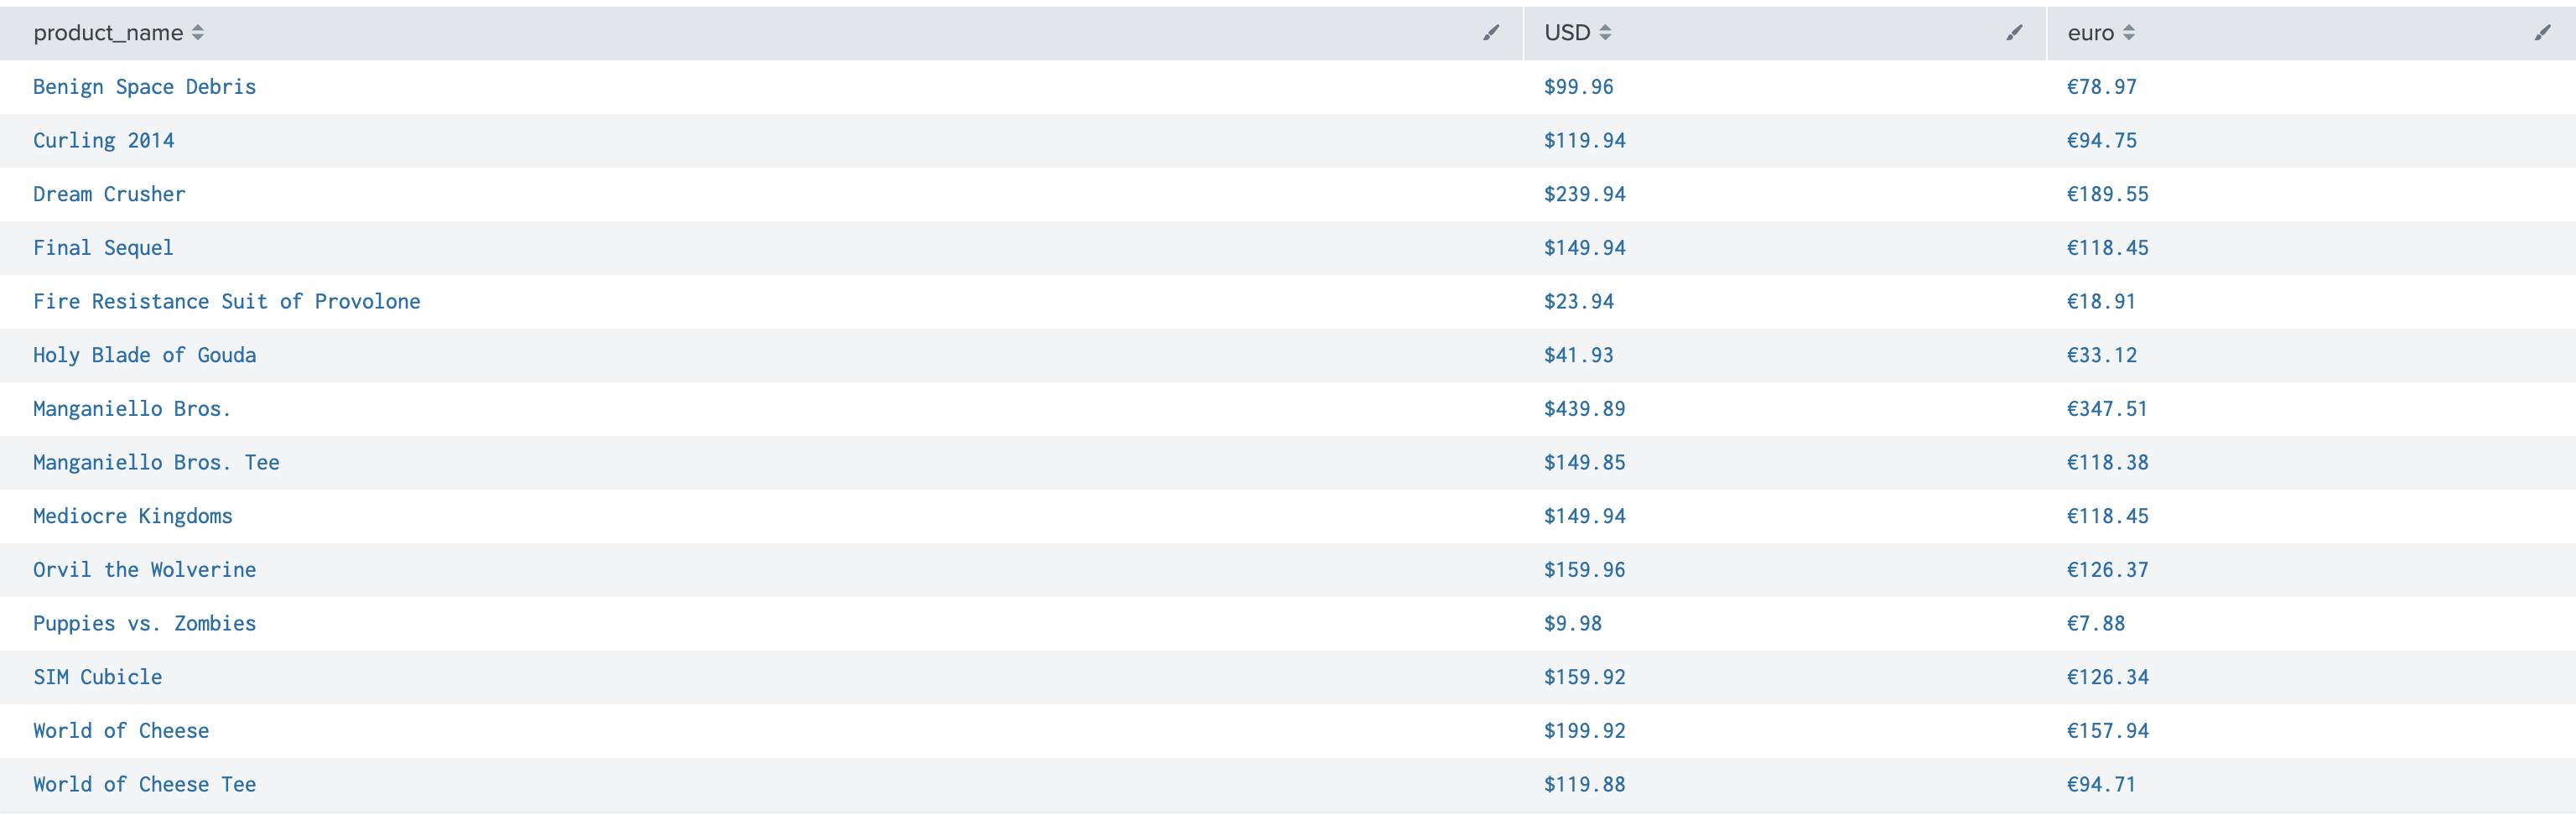 product_name USD euro
Benign Space Debris $99.96 €78.97
Curling 2014 $119.94 €94.75
Dream Crusher $239.94 €189.55
Final Sequel $149.94 €118.45
Fire Resistance Suit of Provolone $23.94 €18.91
Holy Blade of Gouda $41.93 €33.12
Manganiello Bros. $439.89 €347.51
Manganiello Bros. Tee $149.85 €118.38
Mediocre Kingdoms $149.94 €118.45
Orvil the Wolverine $159.96 €126.37
Puppies vs. Zombies $9.98 €7.88
SIM Cubicle $159.92 €126.34
World of Cheese $199.92 €157.94
World of Cheese Tee $119.88 €94.71